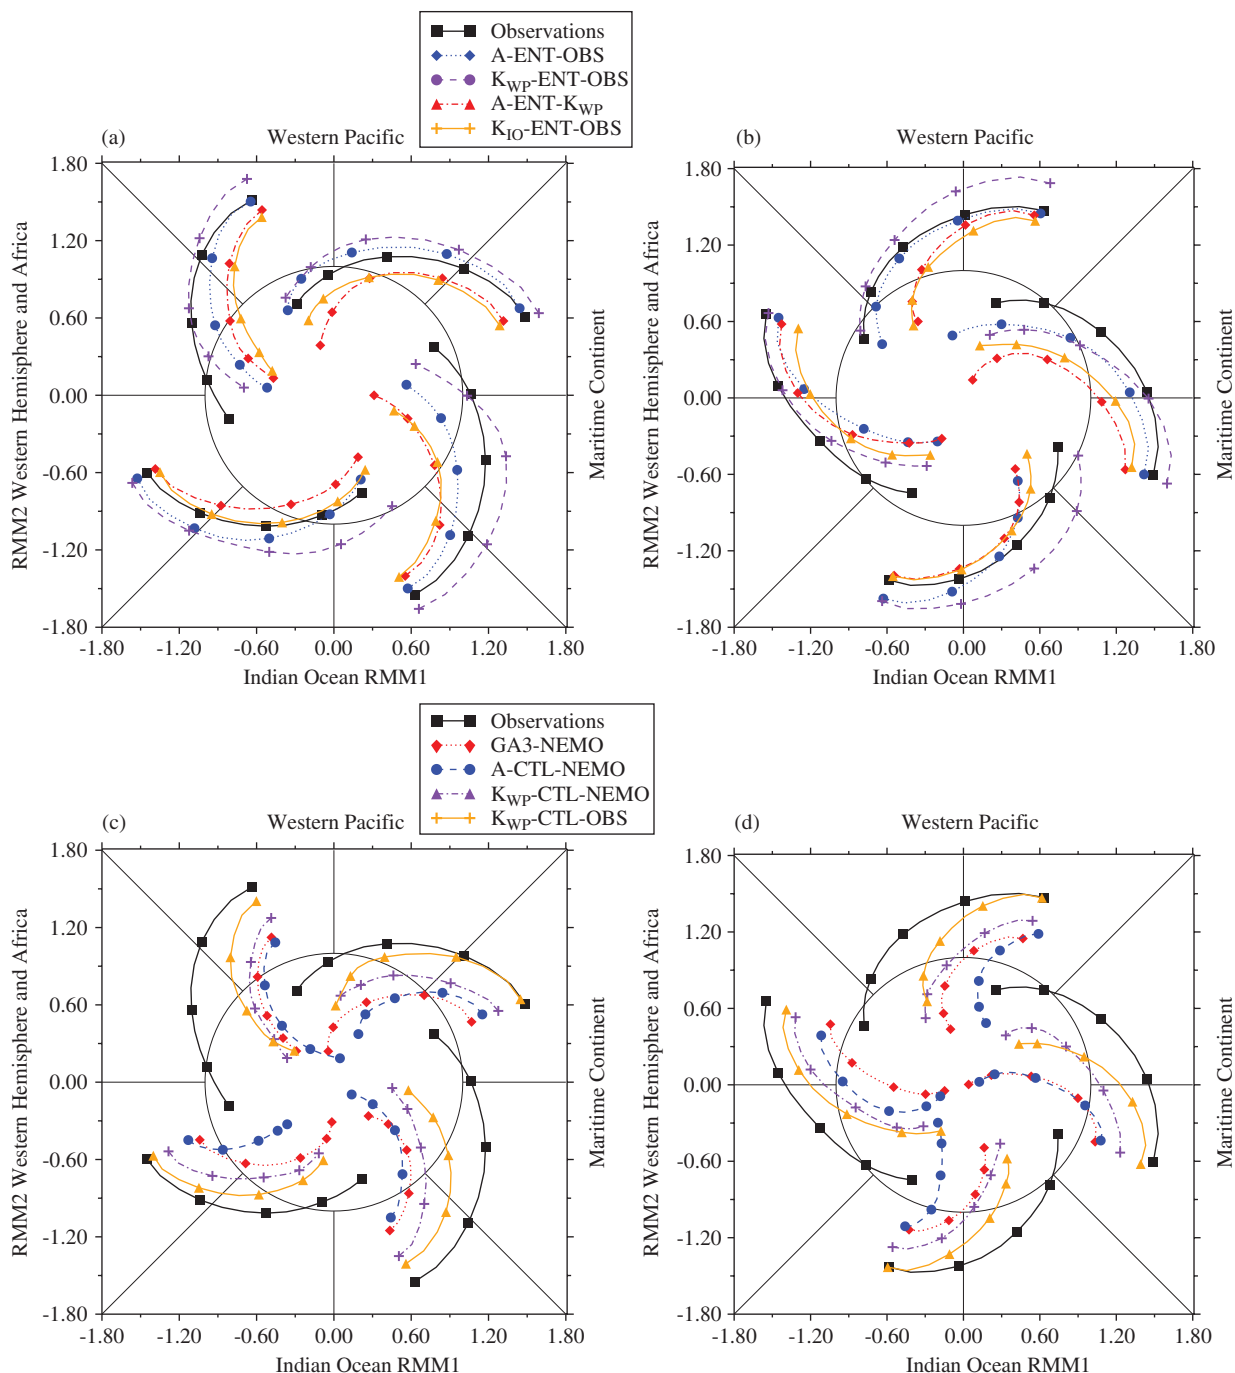 Observations
A-ENT-OBS
K_WP-ENT-OBS
A-ENT-K_WP
K_IO-ENT-OBS
(a)
Western Pacific
(b)
Western Pacific
1.80
1.20
0.60
0.00
-0.60
-1.20
-1.80
RMM2 Western Hemisphere and Africa
Maritime Continent
-1.80
-1.20
-0.60
0.00
0.60
1.20
1.80
Indian Ocean RMM1
1.80
1.20
0.60
0.00
-0.60
-1.20
-1.80
RMM2 Western Hemisphere and Africa
Maritime Continent
-1.80
-1.20
-0.60
0.00
0.60
1.20
1.80
Indian Ocean RMM1
Observations
GA3-NEMO
A-CTL-NEMO
K_WP-CTL-NEMO
K_WP-CTL-OBS
(c)
Western Pacific
(d)
Western Pacific
1.80
1.20
0.60
0.00
-0.60
-1.20
-1.80
RMM2 Western Hemisphere and Africa
Maritime Continent
-1.80
-1.20
-0.60
0.00
0.60
1.20
1.80
Indian Ocean RMM1
1.80
1.20
0.60
0.00
-0.60
-1.20
-1.80
RMM2 Western Hemisphere and Africa
Maritime Continent
-1.80
-1.20
-0.60
0.00
0.60
1.20
1.80
Indian Ocean RMM1